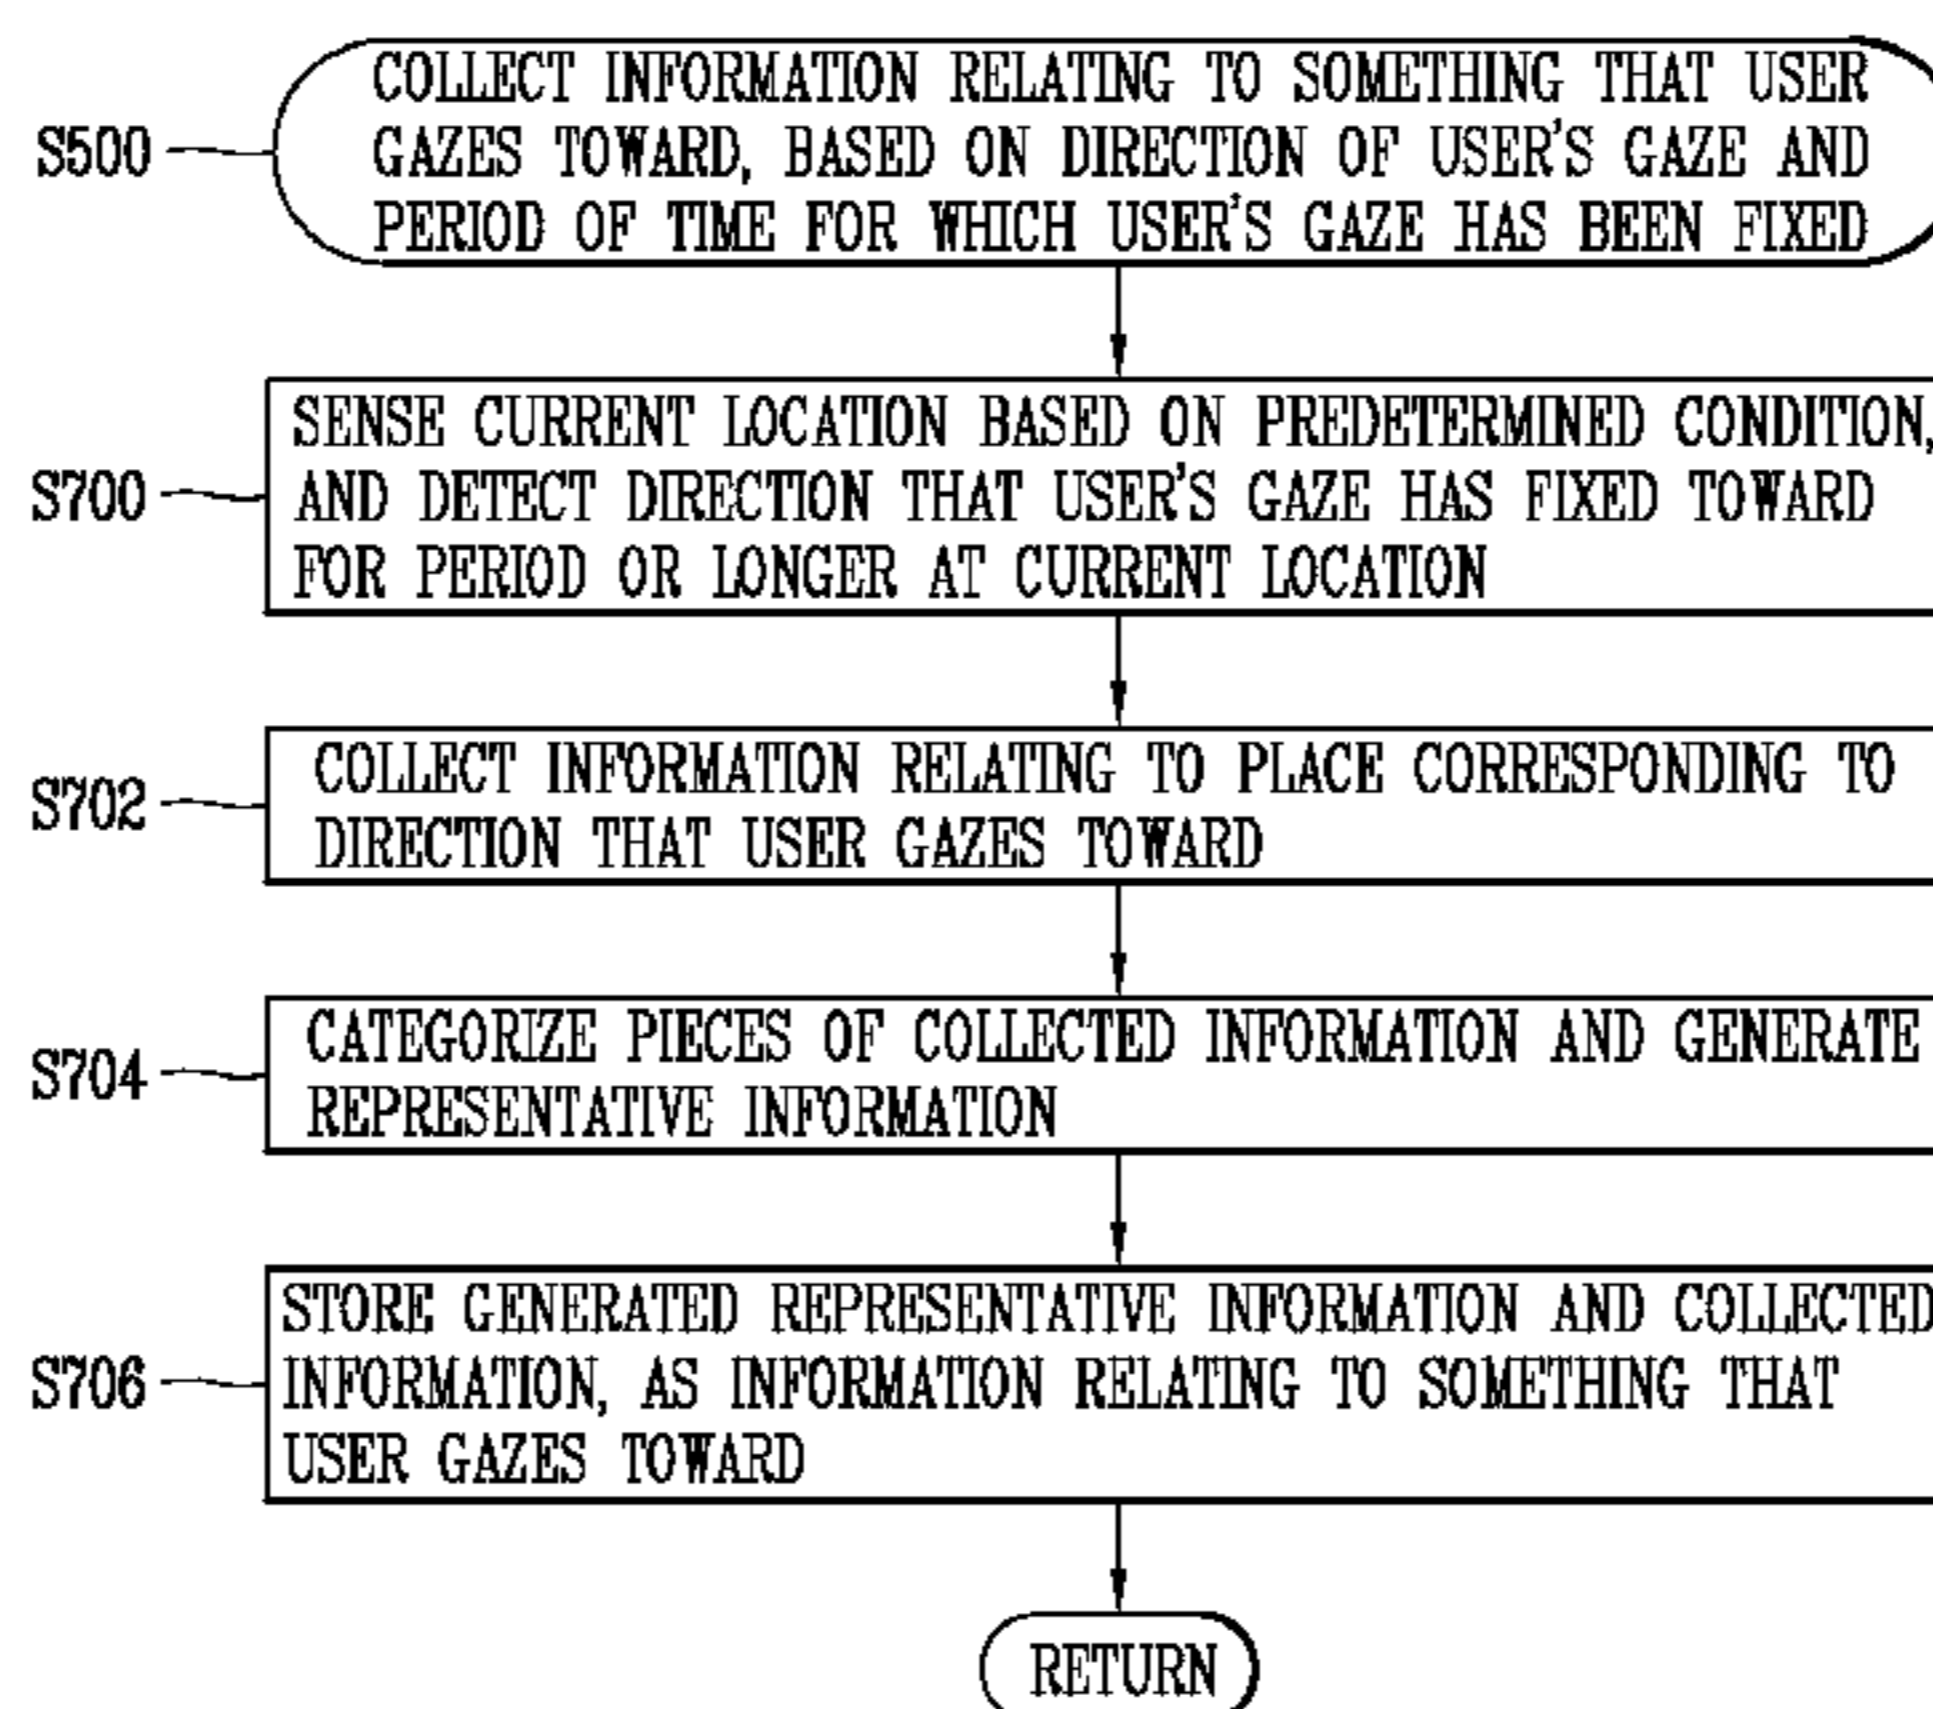 COLLECT INFORMATION RELATING TO SOMETHING THAT USER
S500 GAZES TOWARD, BASED ON DIRECTION OF USER'S GAZE AND
PERIOD OF TIME FOR WHICH USER'S GAZE HAS BEEN FIXED
SENSE CURRENT LOCATION BASED ON PREDETERMINED CONDITION,
S700 AND DETECT DIRECTION THAT USER'S GAZE HAS FIXED TOWARD
FOR PERIOD OR LONGER AT CURRENT LOCATION
S702
COLLECT INFORMATION RELATING TO PLACE CORRESPONDING TO
DIRECTION THAT USER GAZES TOWARD
S704
CATEGORIZE PIECES OF COLLECTED INFORMATION AND GENERATE
REPRESENTATIVE INFORMATION
STORE GENERATED REPRESENTATIVE INFORMATION AND COLLECTED
S706 INFORMATION, AS INFORMATION RELATING TO SOMETHING THAT
USER GAZES TOWARD
RETURN